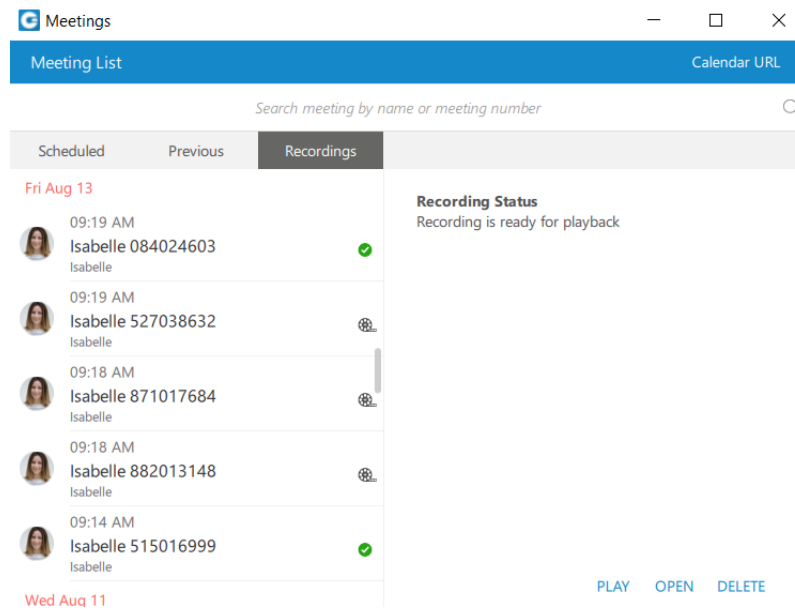 Meetings
Meeting List
Calendar URL
Search meeting by name or meeting number
Scheduled
Previous
Recordings
Fri Aug 13
09:19 AM
Isabelle 084024603
Isabelle
09:19 AM
Isabelle 527038632
Isabelle
09:18 AM
Isabelle 871017684
Isabelle
09:18 AM
Isabelle 882013148
Isabelle
09:14 AM
Isabelle 515016999
Isabelle
Wed Aug 11
Recording Status
Recording is ready for playback
PLAY
OPEN
DELETE